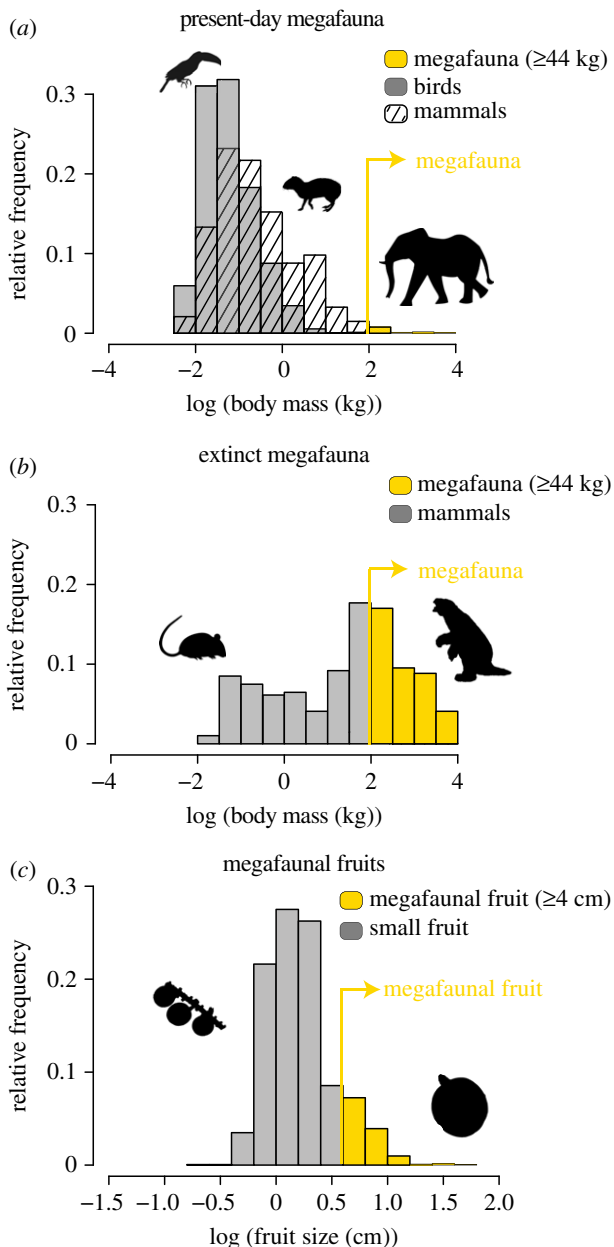 (a) present-day megafauna
megafauna (≥44 kg)
birds
mammals
megafauna
relative frequency
0.3
0.2
0.1
0
−4 −2 0 2 4
log (body mass (kg))
(b) extinct megafauna
megafauna (≥44 kg)
mammals
megafauna
relative frequency
0.3
0.2
0.1
0
−4 −2 0 2 4
log (body mass (kg))
(c) megafaunal fruits
megafaunal fruit (≥4 cm)
small fruit
megafaunal fruit
relative frequency
0.3
0.2
0.1
0
−1.5 −1.0 −0.5 0 0.5 1.0 1.5 2.0
log (fruit size (cm))